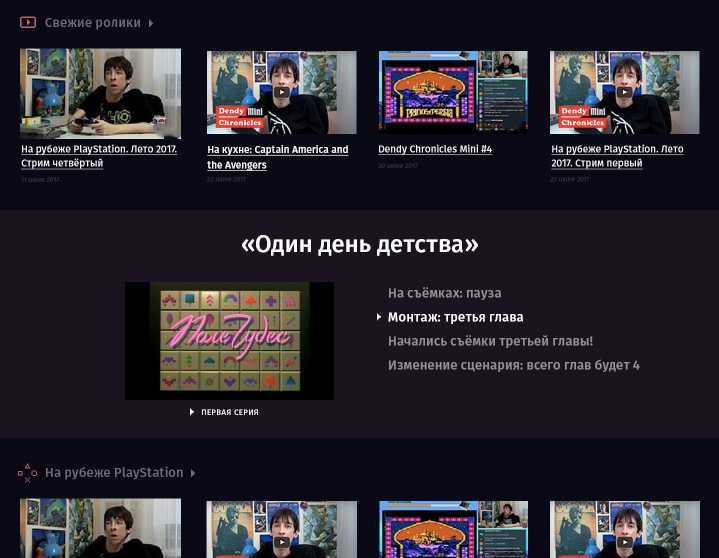 Свежие ролики
Dendy Mini
Chronicles
PRINCE of PERSIA
Dendy Mini
Chronicles
На рубеже PlayStation. Лето 2017.
Стрим четвёртый
11 июня 2017
На кухне: Captain America and
the Avengers
22 июня 2017
Dendy Chronicles Mini #4
30 июня 2017
На рубеже PlayStation. Лето
2017. Стрим первый
22 июня 2017
«Один день детства»
Поле Чудес
ПЕРВАЯ СЕРИЯ
На съёмках: пауза
Монтаж: третья глава
Начались съёмки третьей главы!
Изменение сценария: всего глав будет 4
На рубеже PlayStation